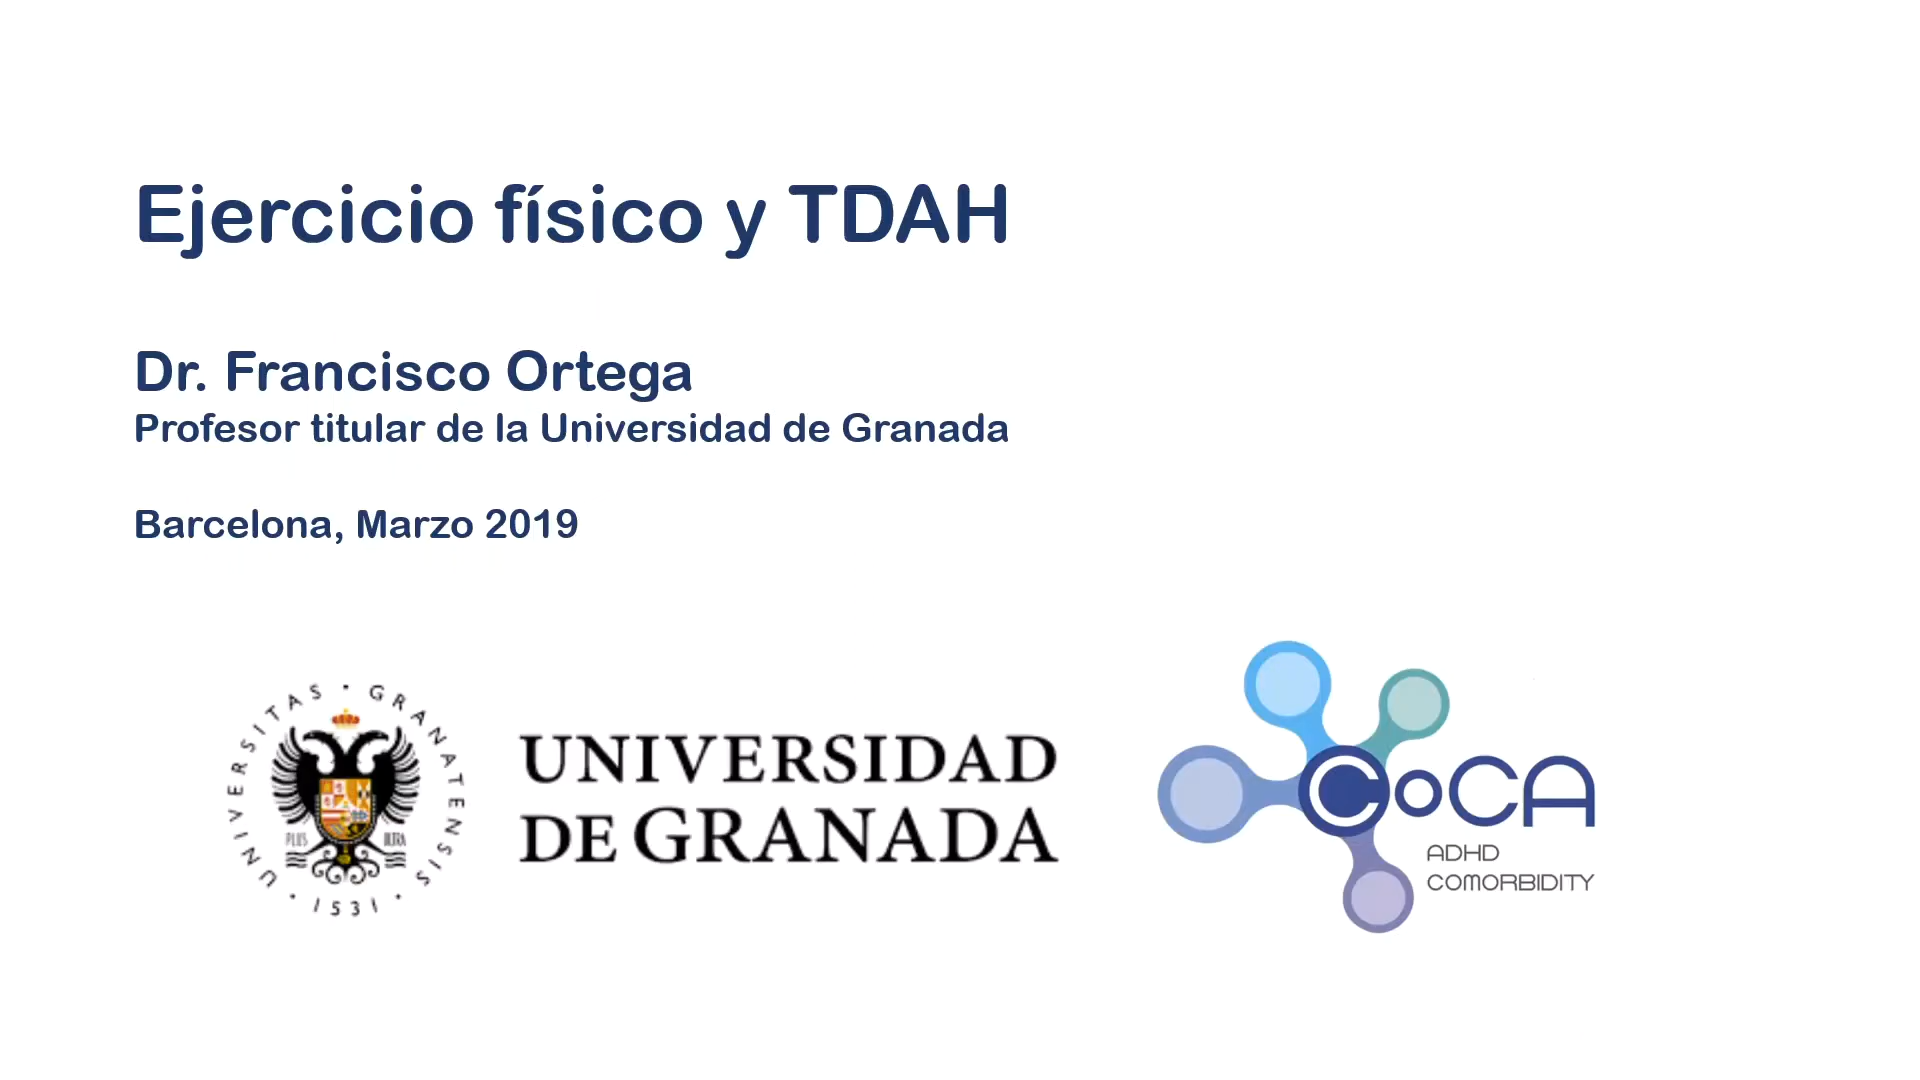 Ejercicio físico y TDAH
Dr. Francisco Ortega
Profesor titular de la Universidad de Granada
Barcelona, Marzo 2019
UNIVERSITAS · GRANATENSIS · 1531 ·
PLUS ULTRA
UNIVERSIDAD
DE GRANADA
CoCA
ADHD
COMORBIDITY